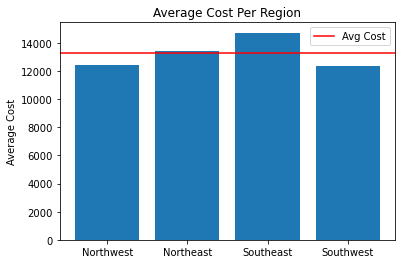 Average Cost Per Region
Avg Cost
Average Cost
14000
12000
10000
8000
6000
4000
2000
0
Northwest Northeast Southeast Southwest